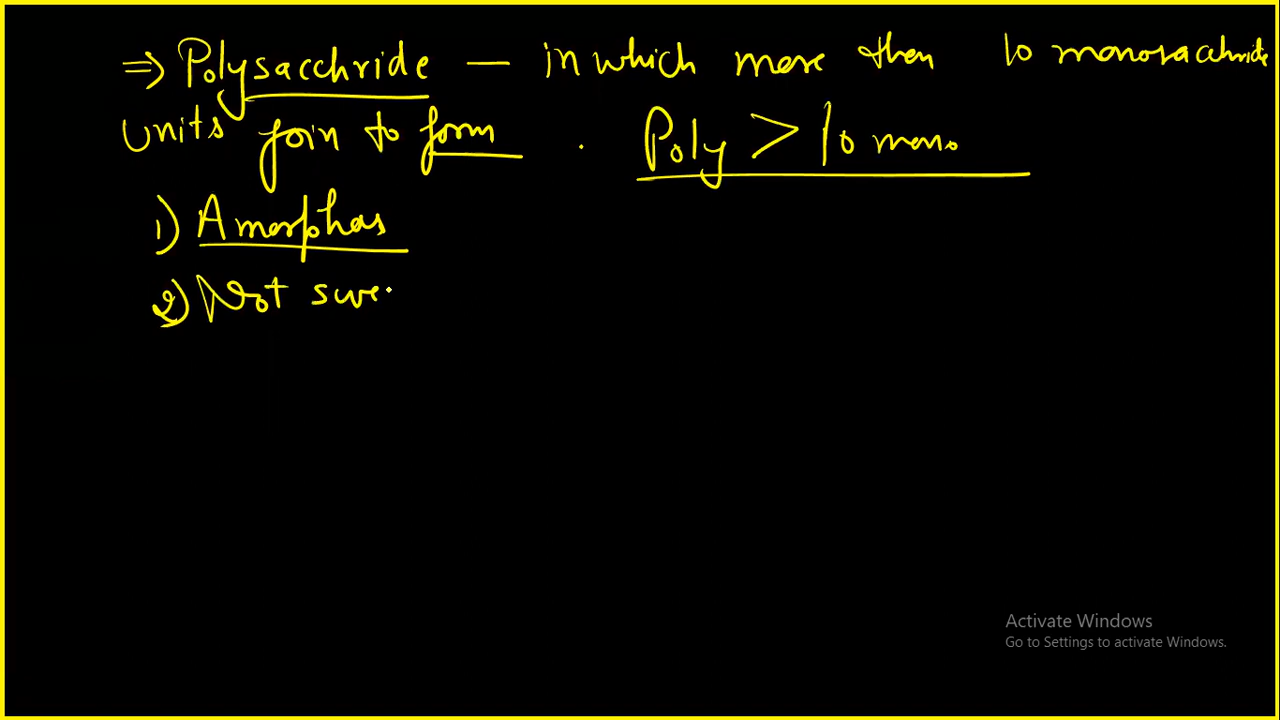 ⇒ Polysacchride — in which more then 10 monosacchride
units join to form . Poly > 10 mono
1) Amorphas
2) Not swe
Activate Windows
Go to Settings to activate Windows.